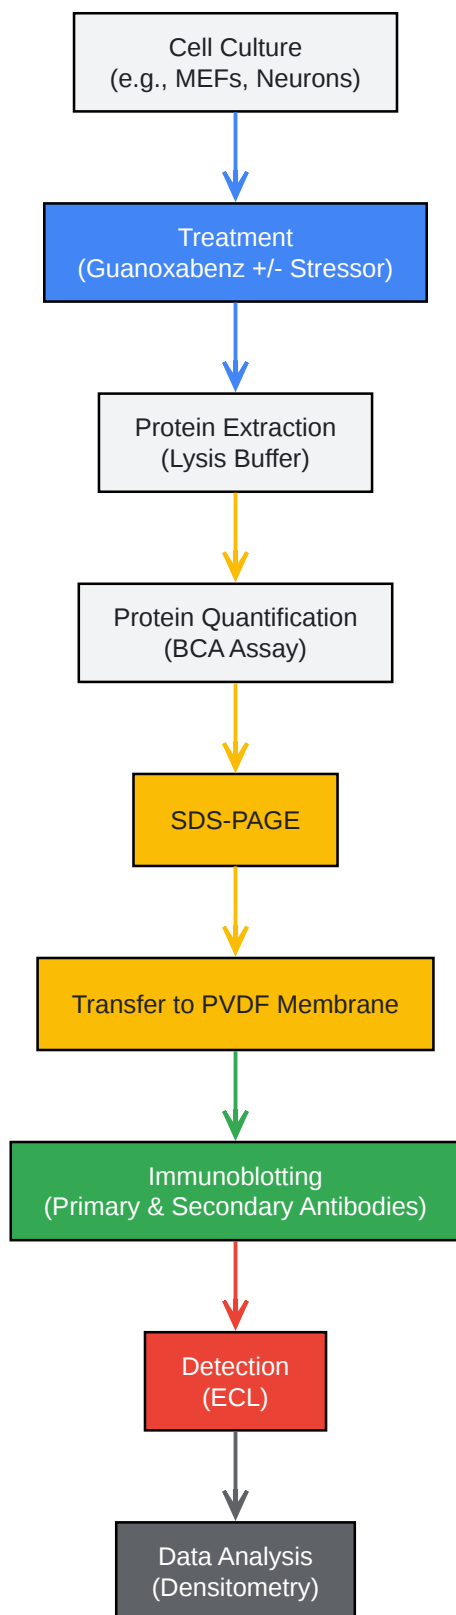 Cell Culture
(e.g., MEFs, Neurons)
Treatment
(Guanoxabenz +/- Stressor)
Protein Extraction
(Lysis Buffer)
Protein Quantification
(BCA Assay)
SDS-PAGE
Transfer to PVDF Membrane
Immunoblotting
(Primary & Secondary Antibodies)
Detection
(ECL)
Data Analysis
(Densitometry)